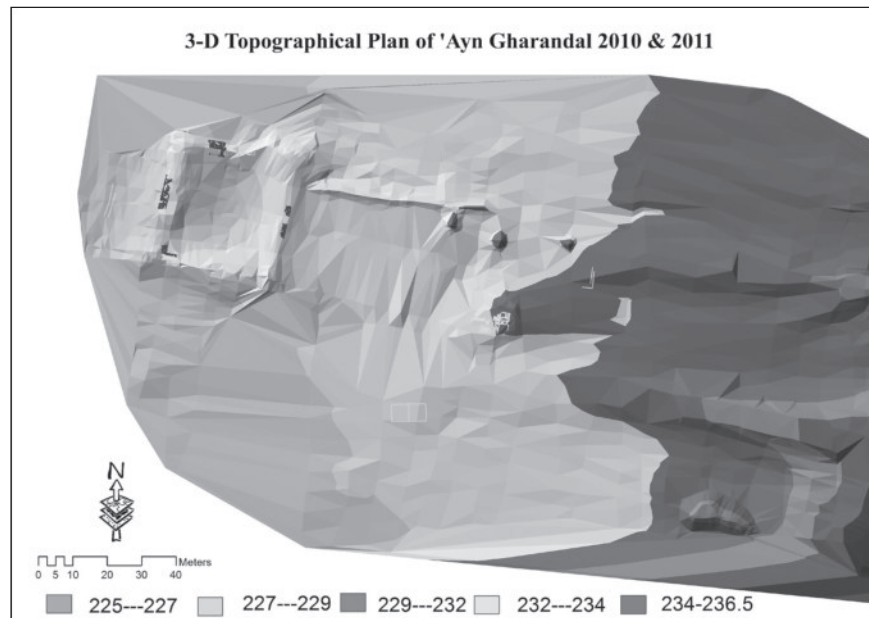 3-D Topographical Plan of 'Ayn Gharandal 2010 & 2011
N
Meters
0 5 10 20 30 40
225---227 227---229 229---232 232---234 234-236.5